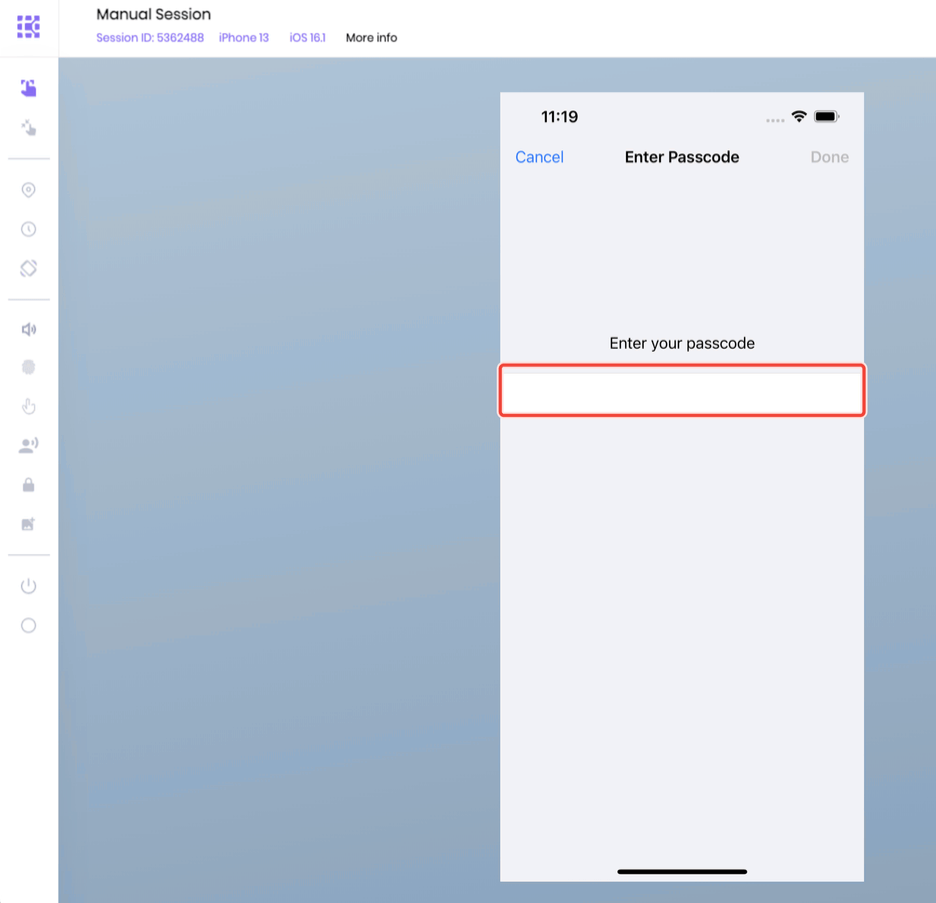 Manual Session
Session ID: 5362488 iPhone 13 iOS 16.1 More info
11:19
Cancel Enter Passcode Done
Enter your passcode